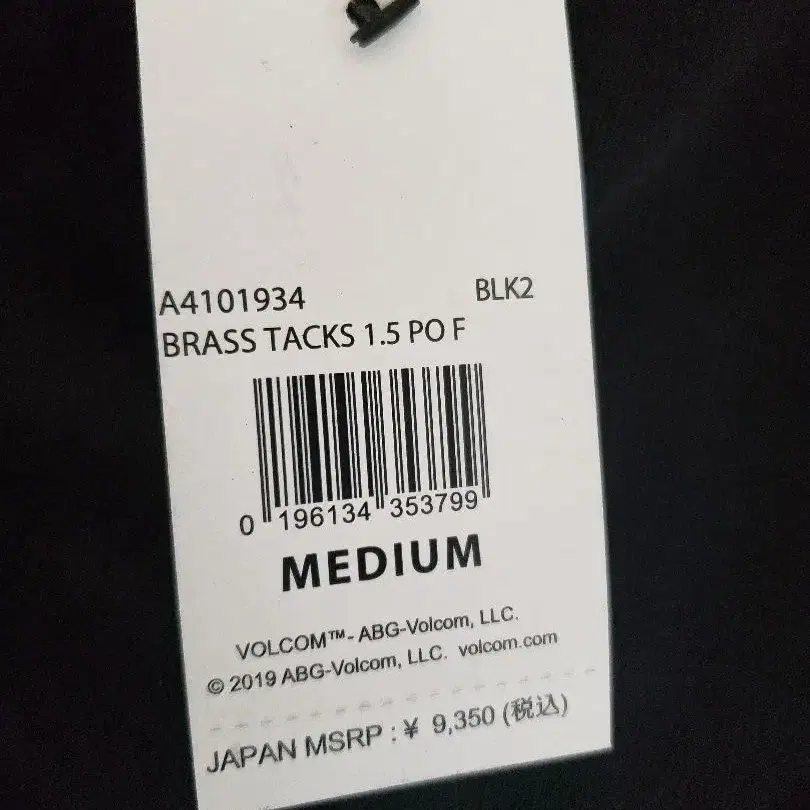 A4101934 BLK2
BRASS TACKS 1.5 PO F
0 196134 353799
MEDIUM
VOLCOM™- ABG-Volcom, LLC.
© 2019 ABG-Volcom, LLC. volcom.com
JAPAN MSRP : ¥ 9,350 (税込)